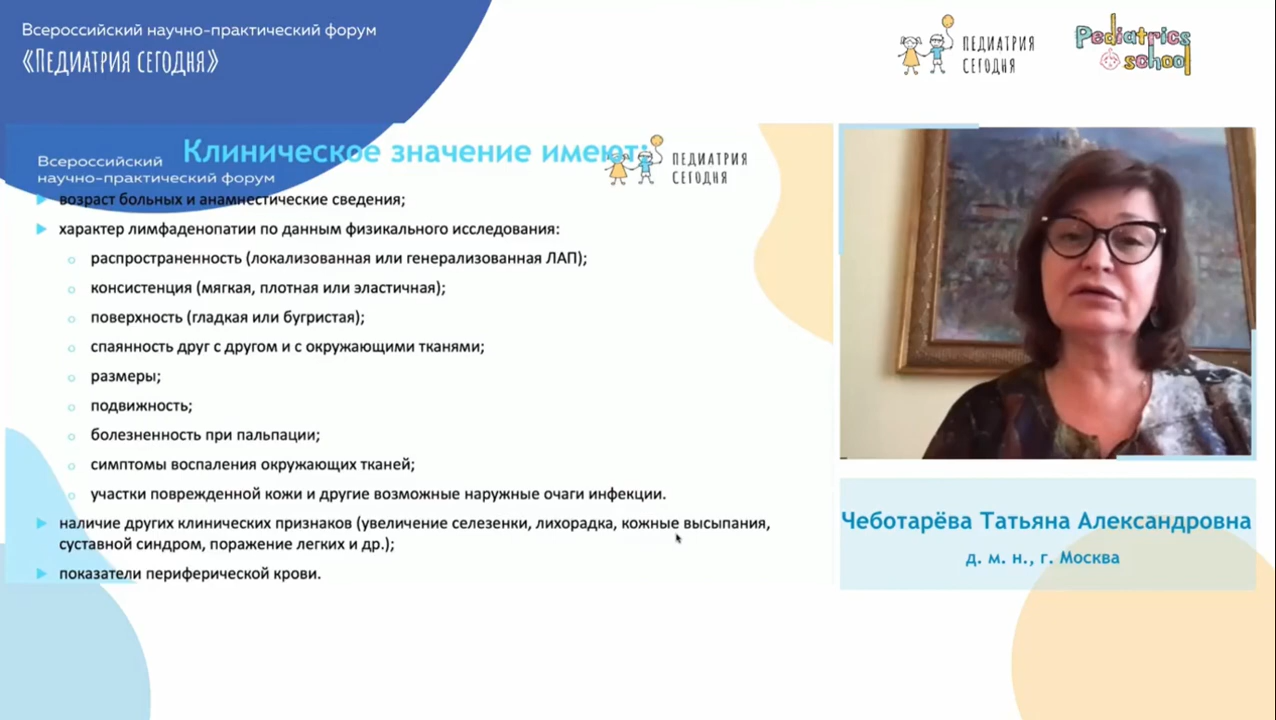 Всероссийский научно-практический форум
«Педиатрия сегодня»
ПЕДИАТРИЯ
СЕГОДНЯ
Pediatrics
school
Клиническое значение имеют:
Всероссийский
научно-практический форум
ПЕДИАТРИЯ
СЕГОДНЯ
возраст больных и анамнестические сведения;
характер лимфаденопатии по данным физикального исследования:
распространенность (локализованная или генерализованная ЛАП);
консистенция (мягкая, плотная или эластичная);
поверхность (гладкая или бугристая);
спаянность друг с другом и с окружающими тканями;
размеры;
подвижность;
болезненность при пальпации;
симптомы воспаления окружающих тканей;
участки поврежденной кожи и другие возможные наружные очаги инфекции.
наличие других клинических признаков (увеличение селезенки, лихорадка, кожные высыпания,
суставной синдром, поражение легких и др.);
показатели периферической крови.
Чеботарёва Татьяна Александровна
д. м. н., г. Москва